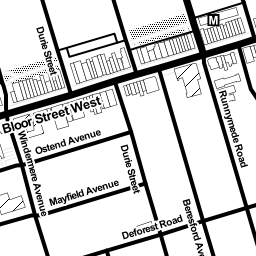 Durie Street
M
Bloor Street West
Ostend Avenue
Windermere Avenue
Durie Street
Runnymede Road
Mayfield Avenue
Deforest Road
Beresford Av